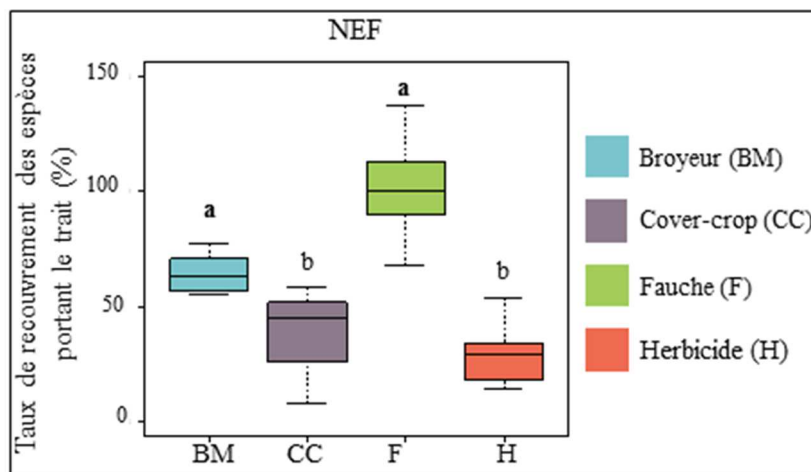 NEF
Taux de recouvrement des espèces
portant le trait (%)
150
100
50
0
a
b
a
b
BM
CC
F
H
Broyeur (BM)
Cover-crop (CC)
Fauche (F)
Herbicide (H)